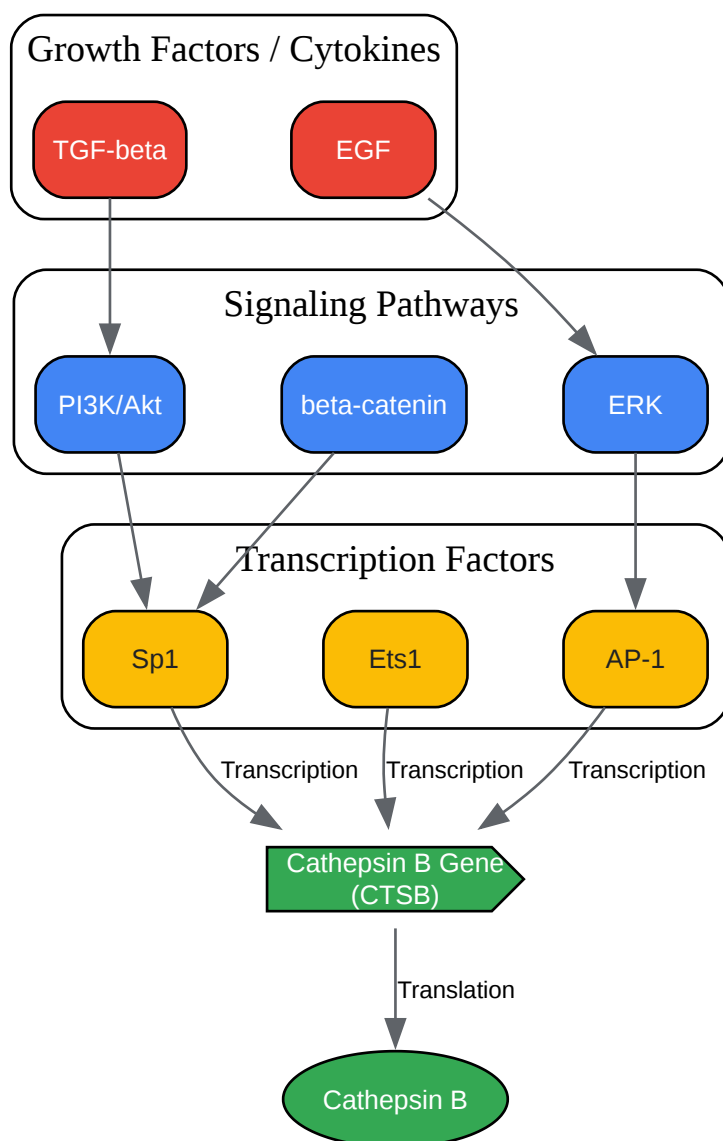 Growth Factors / Cytokines
TGF-beta
EGF
Signaling Pathways
PI3K/Akt
beta-catenin
ERK
Transcription Factors
Sp1
Ets1
AP-1
Transcription
Transcription
Transcription
Cathepsin B Gene
(CTSB)
Translation
Cathepsin B